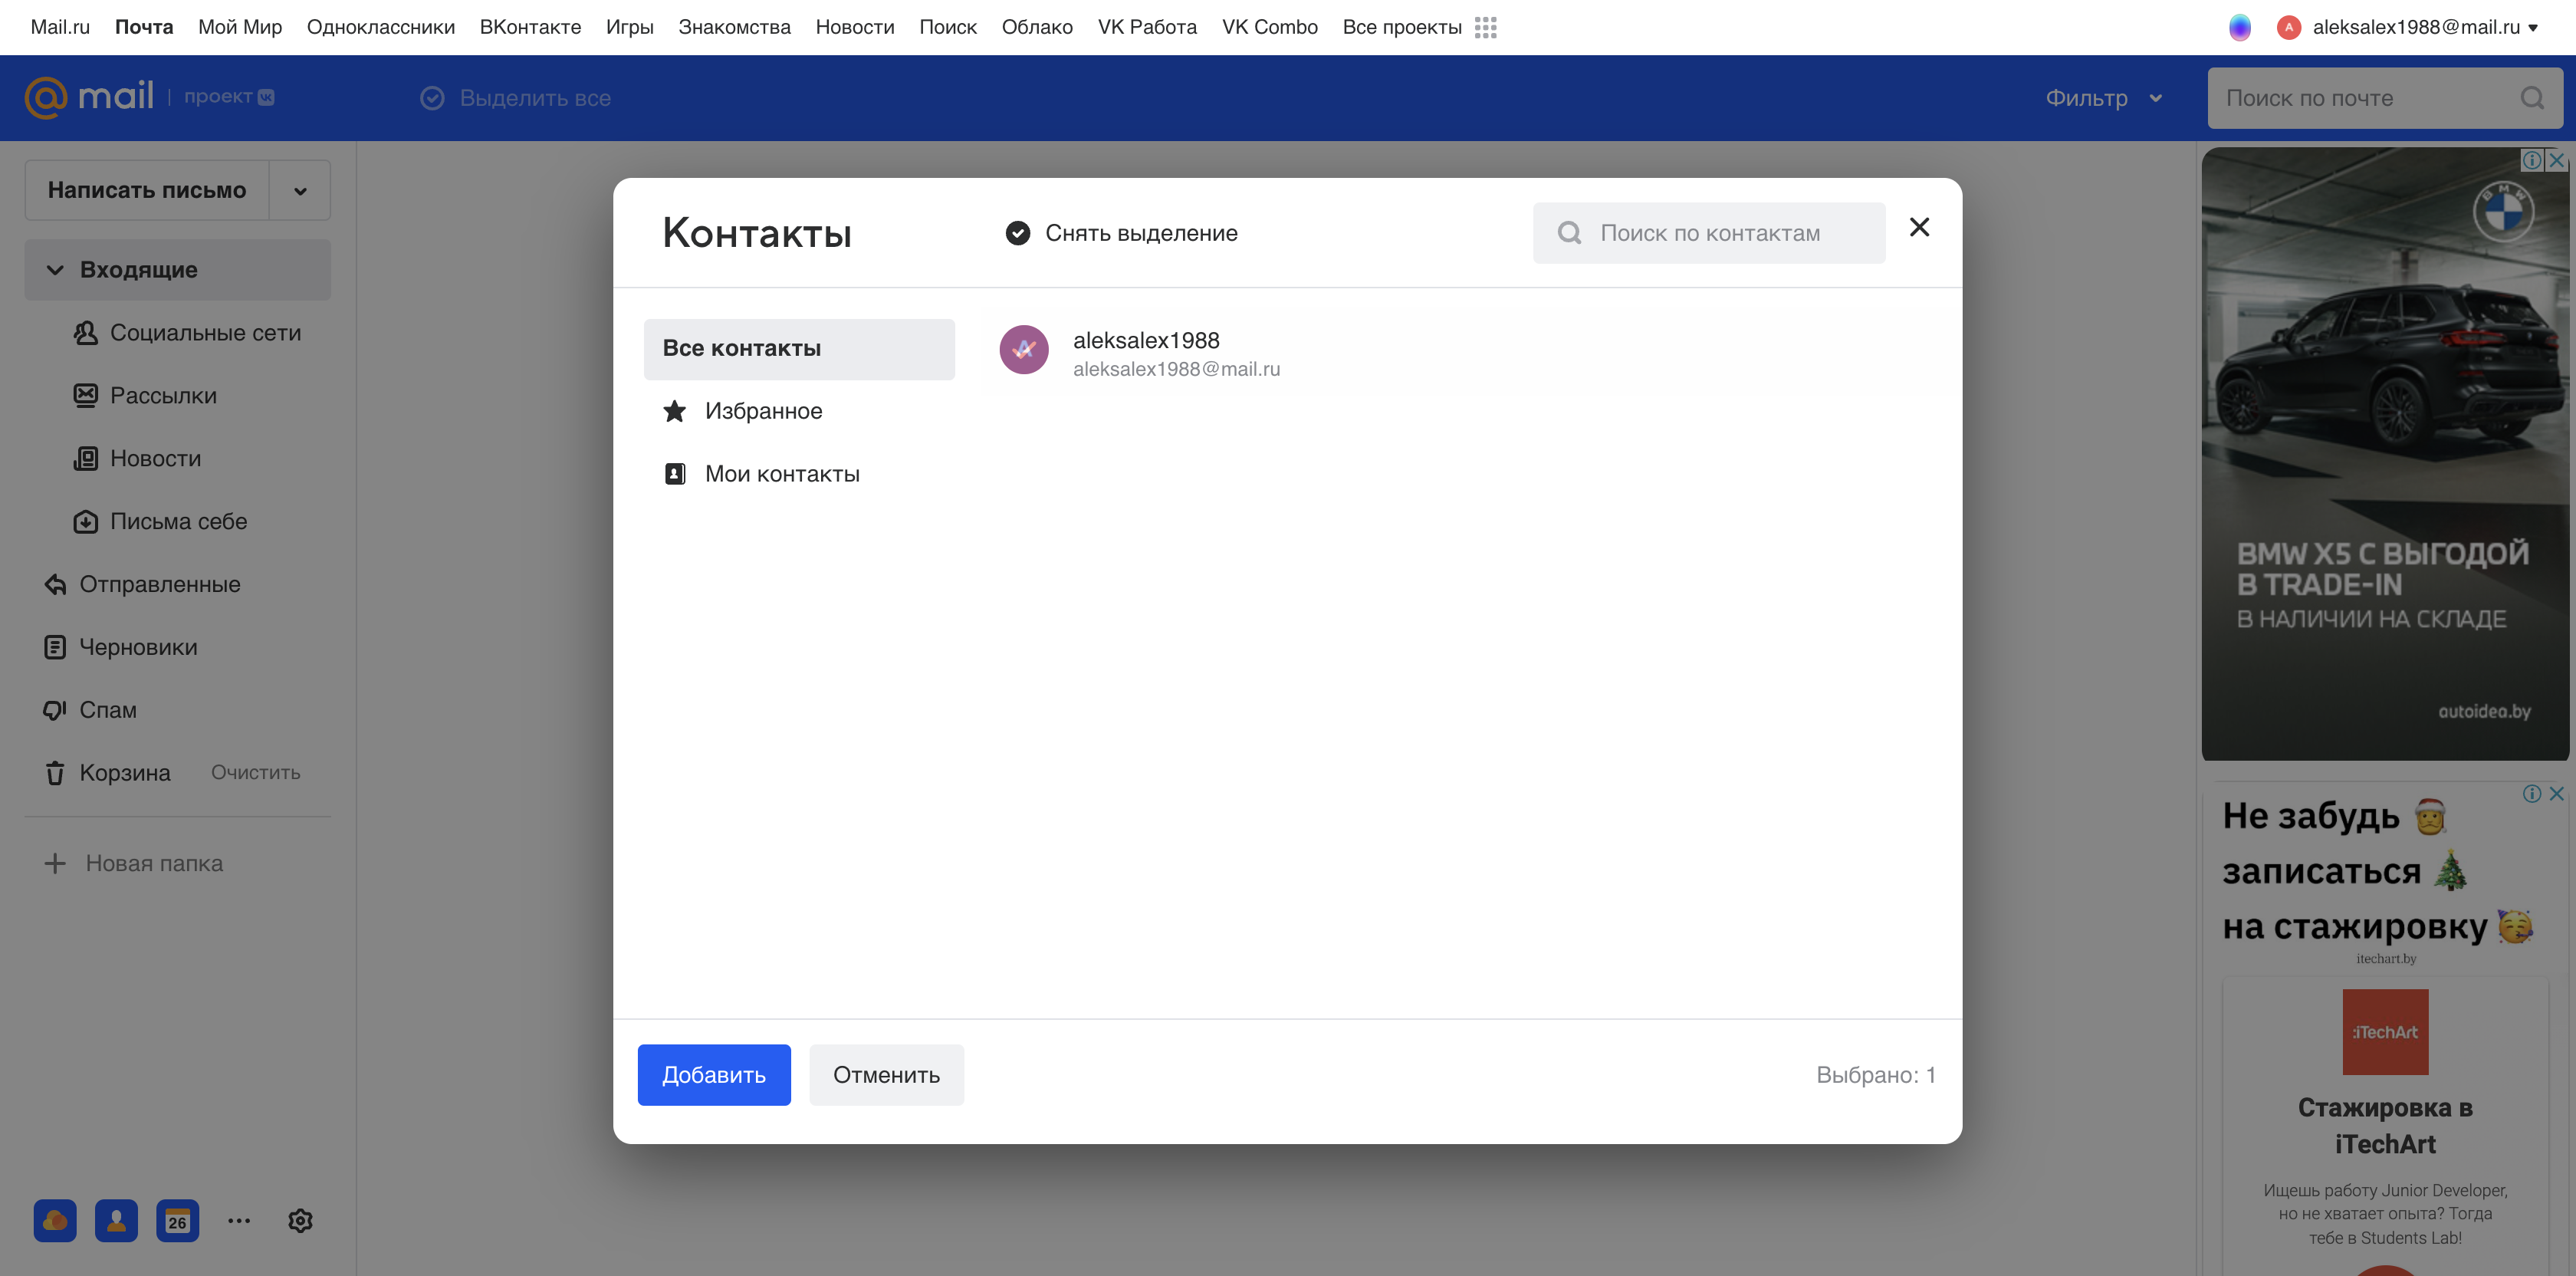 Mail.ru Почта Мой Мир Одноклассники ВКонтакте Игры Знакомства Новости Поиск Облако VK Работа VK Combo Все проекты
A aleksalex1988@mail.ru
@mail | проект VK
Выделить все
Фильтр
Поиск по почте
Написать письмо
Входящие
Социальные сети
Рассылки
Новости
Письма себе
Отправленные
Черновики
Спам
Корзина Очистить
Новая папка
26
Контакты
Снять выделение
Поиск по контактам
Все контакты
Избранное
Мои контакты
aleksalex1988
aleksalex1988@mail.ru
Добавить
Отменить
Выбрано: 1
BMW
BMW X5 С ВЫГОДОЙ
В TRADE-IN
В НАЛИЧИИ НА СКЛАДЕ
autoidea.by
Не забудь
записаться
на стажировку
itechart.by
:iTechArt
Стажировка в
iTechArt
Ищешь работу Junior Developer,
но не хватает опыта? Тогда
тебе в Students Lab!